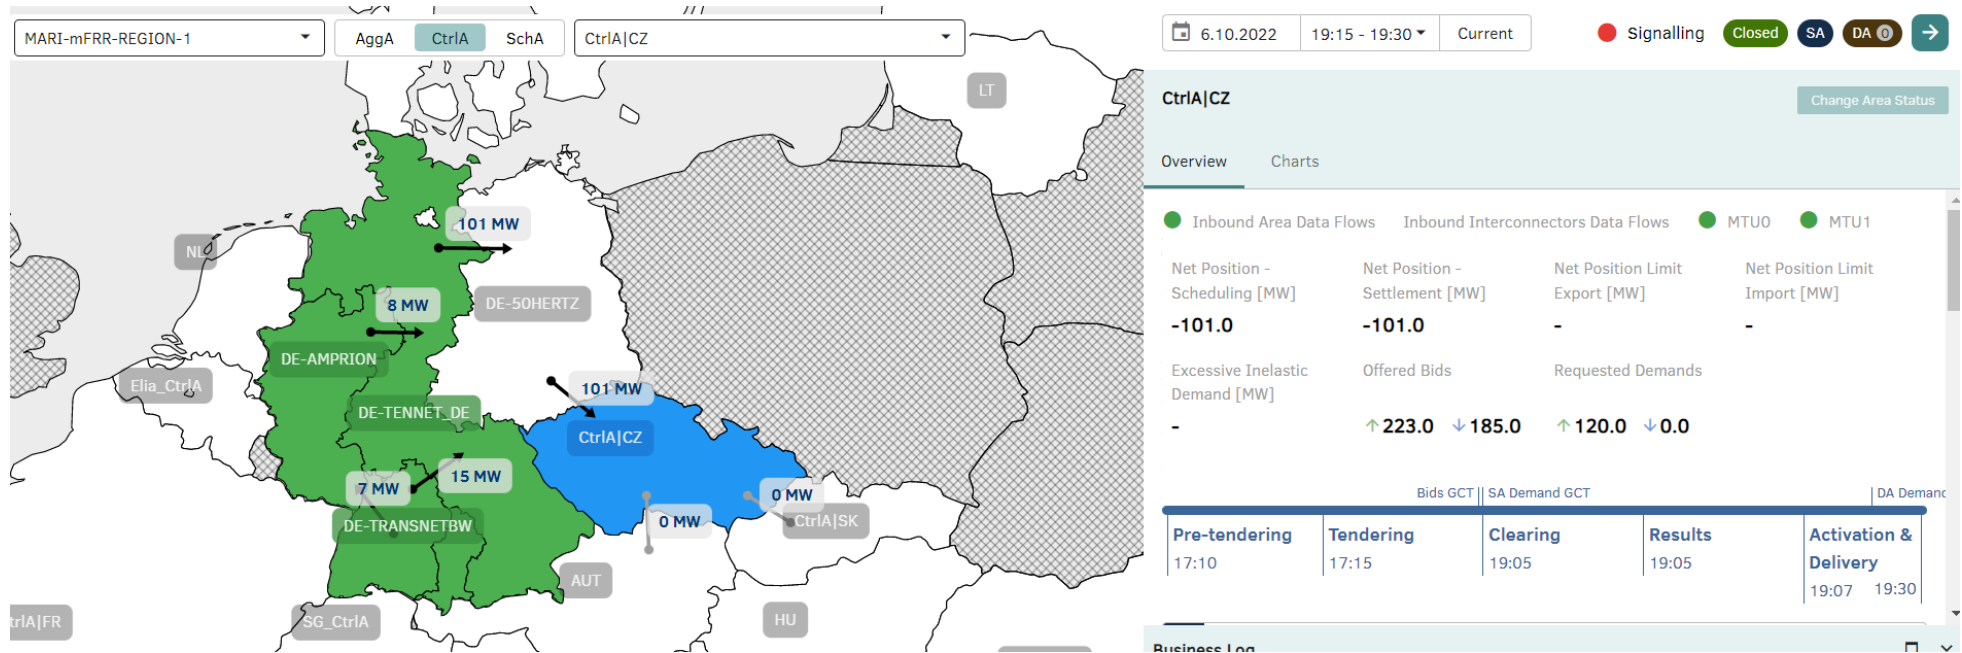 MARI-mFRR-REGION-1
AggA CtrlA SchA
CtrlA|CZ
6.10.2022 19:15 - 19:30 Current
Signalling Closed SA DA 0
CtrlA|CZ
Change Area Status
Overview Charts
Inbound Area Data Flows Inbound Interconnectors Data Flows MTU0 MTU1
Net Position - Scheduling [MW]
-101.0
Net Position - Settlement [MW]
-101.0
Net Position Limit Export [MW]
-
Net Position Limit Import [MW]
-
Excessive Inelastic Demand [MW]
-
Offered Bids
↑223.0 ↓185.0
Requested Demands
↑120.0 ↓0.0
Bids GCT SA Demand GCT DA Demand
Pre-tendering
17:10
Tendering
17:15
Clearing
19:05
Results
19:05
Activation & Delivery
19:07 19:30
Business Log
LT
101 MW
NL
DE-50HERTZ
8 MW
DE-AMPRION
Elia_CtrlA
101 MW
DE-TENNET_DE
CtrlA|CZ
15 MW
7 MW
0 MW
0 MW
CtrlA|SK
DE-TRANSNETBW
AUT
HU
SG_CtrlA
trlA|FR